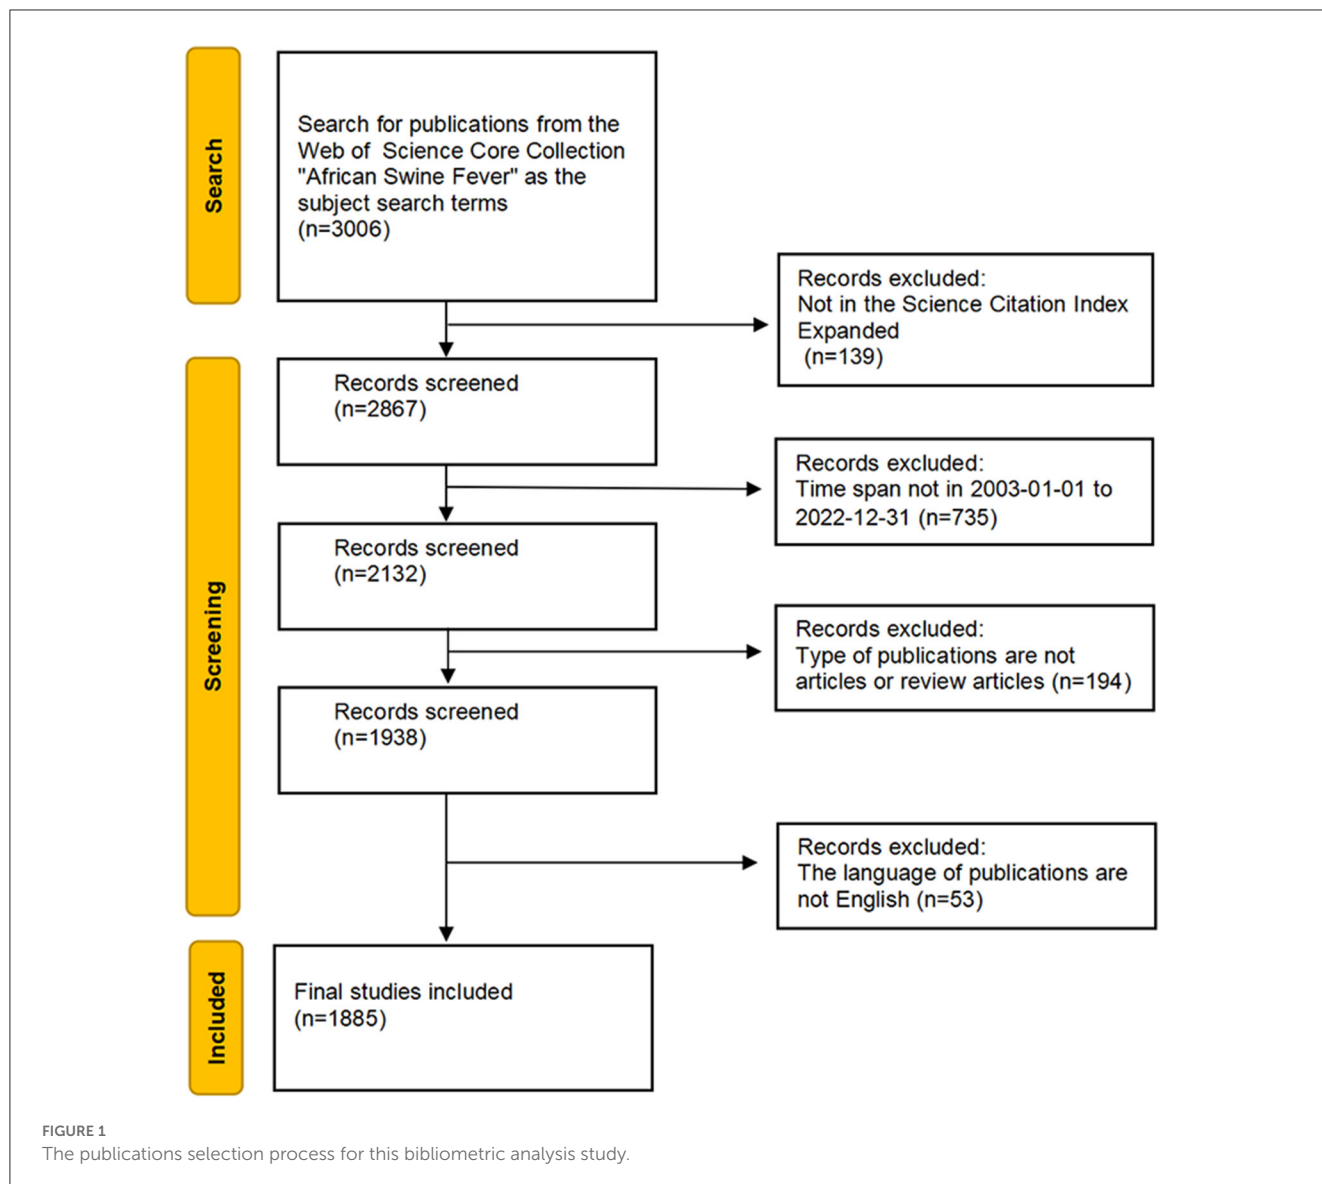 Search
Search for publications from the
Web of  Science Core Collection
"African Swine Fever" as the
subject search terms
(n=3006)
Records excluded:
Not in the Science Citation Index
Expanded
(n=139)
Screening
Records screened
(n=2867)
Records excluded:
Time span not in 2003-01-01 to
2022-12-31 (n=735)
Records screened
(n=2132)
Records excluded:
Type of publications are not
articles or review articles (n=194)
Records screened
(n=1938)
Records excluded:
The language of publications are
not English (n=53)
Included
Final studies included
(n=1885)
FIGURE 1
The publications selection process for this bibliometric analysis study.